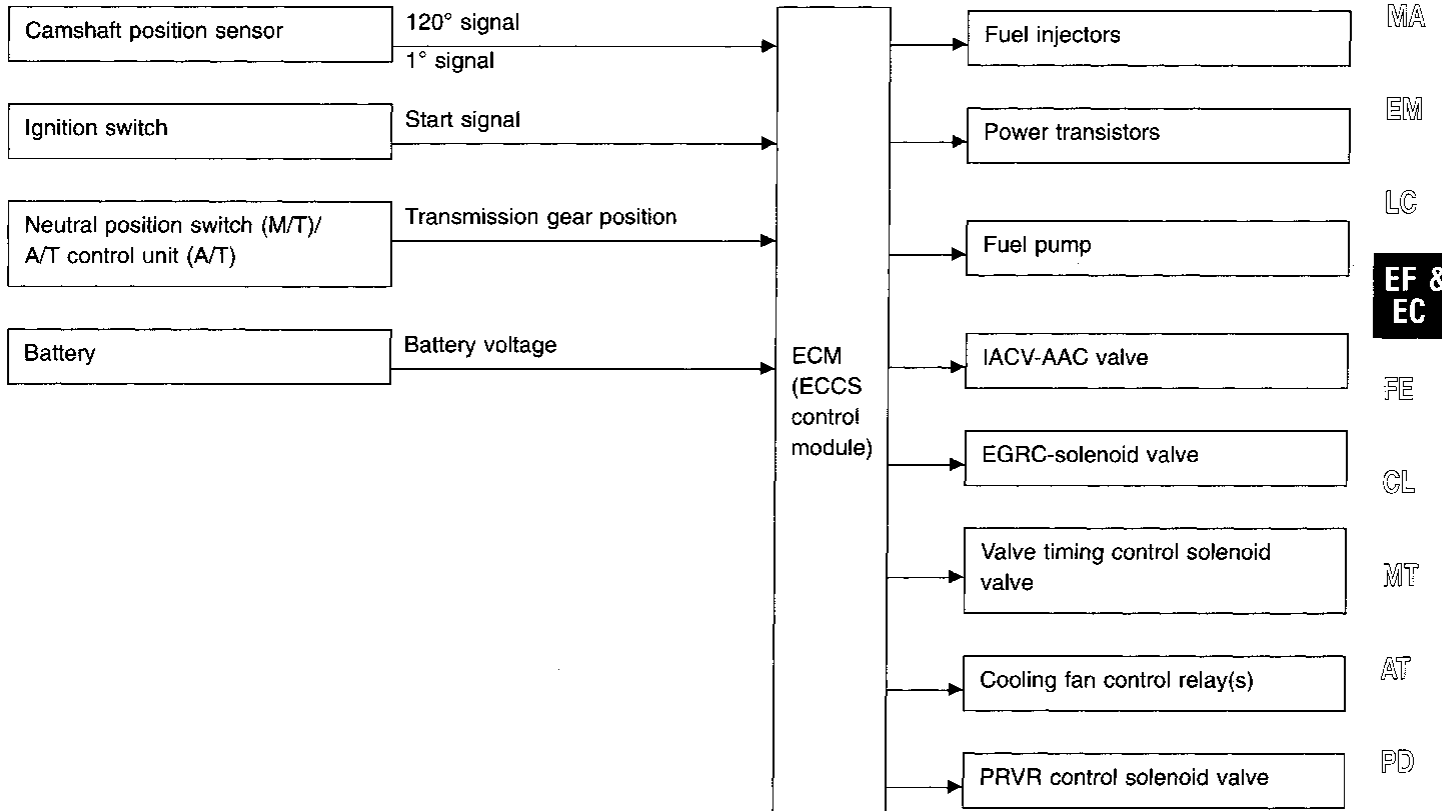 Camshaft position sensor
120° signal
1° signal
Ignition switch
Start signal
Neutral position switch (M/T)/
A/T control unit (A/T)
Transmission gear position
Battery
Battery voltage
ECM
(ECCS
control
module)
Fuel injectors
Power transistors
Fuel pump
IACV-AAC valve
EGRC-solenoid valve
Valve timing control solenoid
valve
Cooling fan control relay(s)
PRVR control solenoid valve
MA
EM
LC
EF &
EC
FE
CL
MT
AT
PD